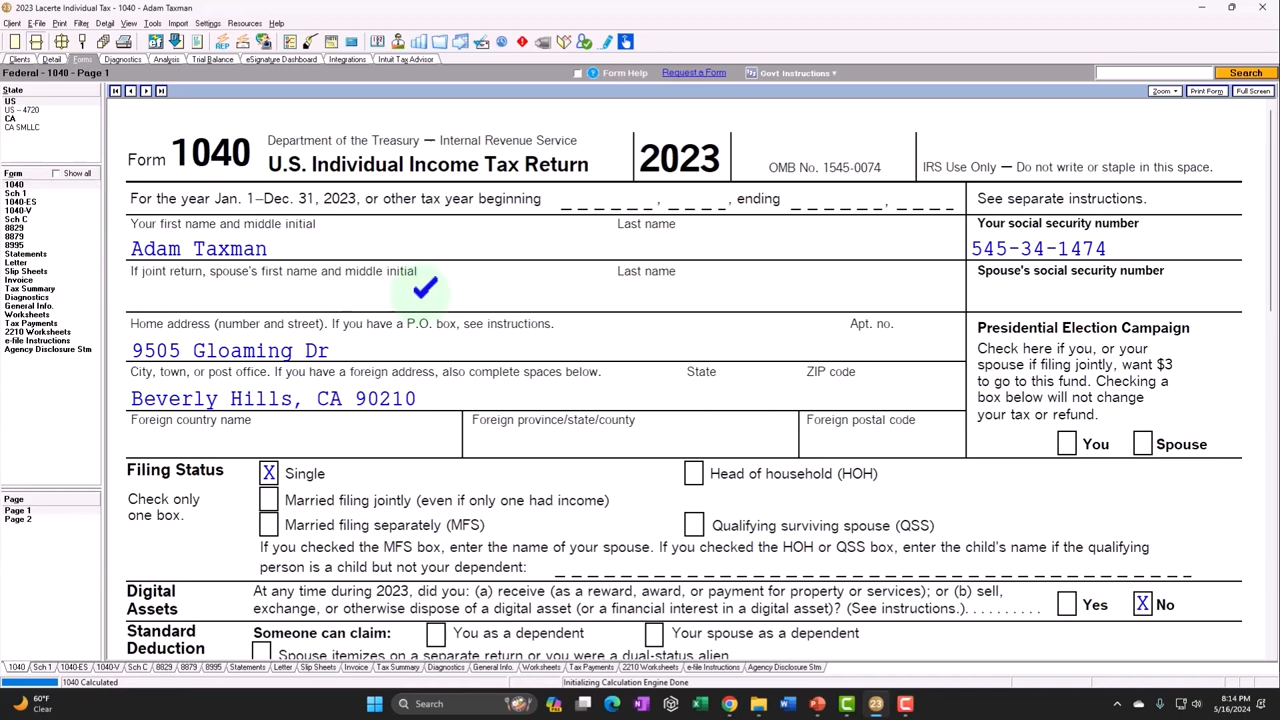 2023 Lacerte Individual Tax - 1040 - Adam Taxman
Client E-File Print Filter Detail View Tools Import Settings Resources Help
REP
Clients Detail Forms Diagnostics Analysis Trial Balance eSignature Dashboard Integrations Intuit Tax Advisor
Federal - 1040 - Page 1
Form Help Request a Form Govt Instructions Search
State
US
US - 4720
CA
CA SMLLC
Zoom Print Form Full Screen
Form Show all
1040
Sch 1
1040-ES
1040-V
Sch C
8829
8879
8995
Statements
Letter
Slip Sheets
Invoice
Tax Summary
Diagnostics
General Info.
Worksheets
Tax Payments
2210 Worksheets
e-file Instructions
Agency Disclosure Stm
Page
Page 1
Page 2
Form 1040
Department of the Treasury — Internal Revenue Service
U.S. Individual Income Tax Return
2023
OMB No. 1545-0074
IRS Use Only — Do not write or staple in this space.
For the year Jan. 1–Dec. 31, 2023, or other tax year beginning , , ending , See separate instructions.
Your first name and middle initial Last name Your social security number
Adam Taxman 545-34-1474
If joint return, spouse's first name and middle initial Last name Spouse's social security number
Home address (number and street). If you have a P.O. box, see instructions. Apt. no.
9505 Gloaming Dr
City, town, or post office. If you have a foreign address, also complete spaces below. State ZIP code
Beverly Hills, CA 90210
Foreign country name Foreign province/state/county Foreign postal code
Presidential Election Campaign
Check here if you, or your
spouse if filing jointly, want $3
to go to this fund. Checking a
box below will not change
your tax or refund.
You Spouse
Filing Status
Check only
one box.
X Single Head of household (HOH)
Married filing jointly (even if only one had income)
Married filing separately (MFS) Qualifying surviving spouse (QSS)
If you checked the MFS box, enter the name of your spouse. If you checked the HOH or QSS box, enter the child's name if the qualifying
person is a child but not your dependent:
Digital
Assets
At any time during 2023, did you: (a) receive (as a reward, award, or payment for property or services); or (b) sell,
exchange, or otherwise dispose of a digital asset (or a financial interest in a digital asset)? (See instructions.). . . . . . . . . . Yes X No
Standard
Deduction
Someone can claim: You as a dependent Your spouse as a dependent
Spouse itemizes on a separate return or you were a dual-status alien
1040 Sch 1 1040-ES 1040-V Sch C 8829 8879 8995 Statements Letter Slip Sheets Invoice Tax Summary Diagnostics General Info. Worksheets Tax Payments 2210 Worksheets e-file Instructions Agency Disclosure Stm
1040 Calculated Initializing Calculation Engine Done
60°F
Clear
Search
23
8:14 PM
5/16/2024